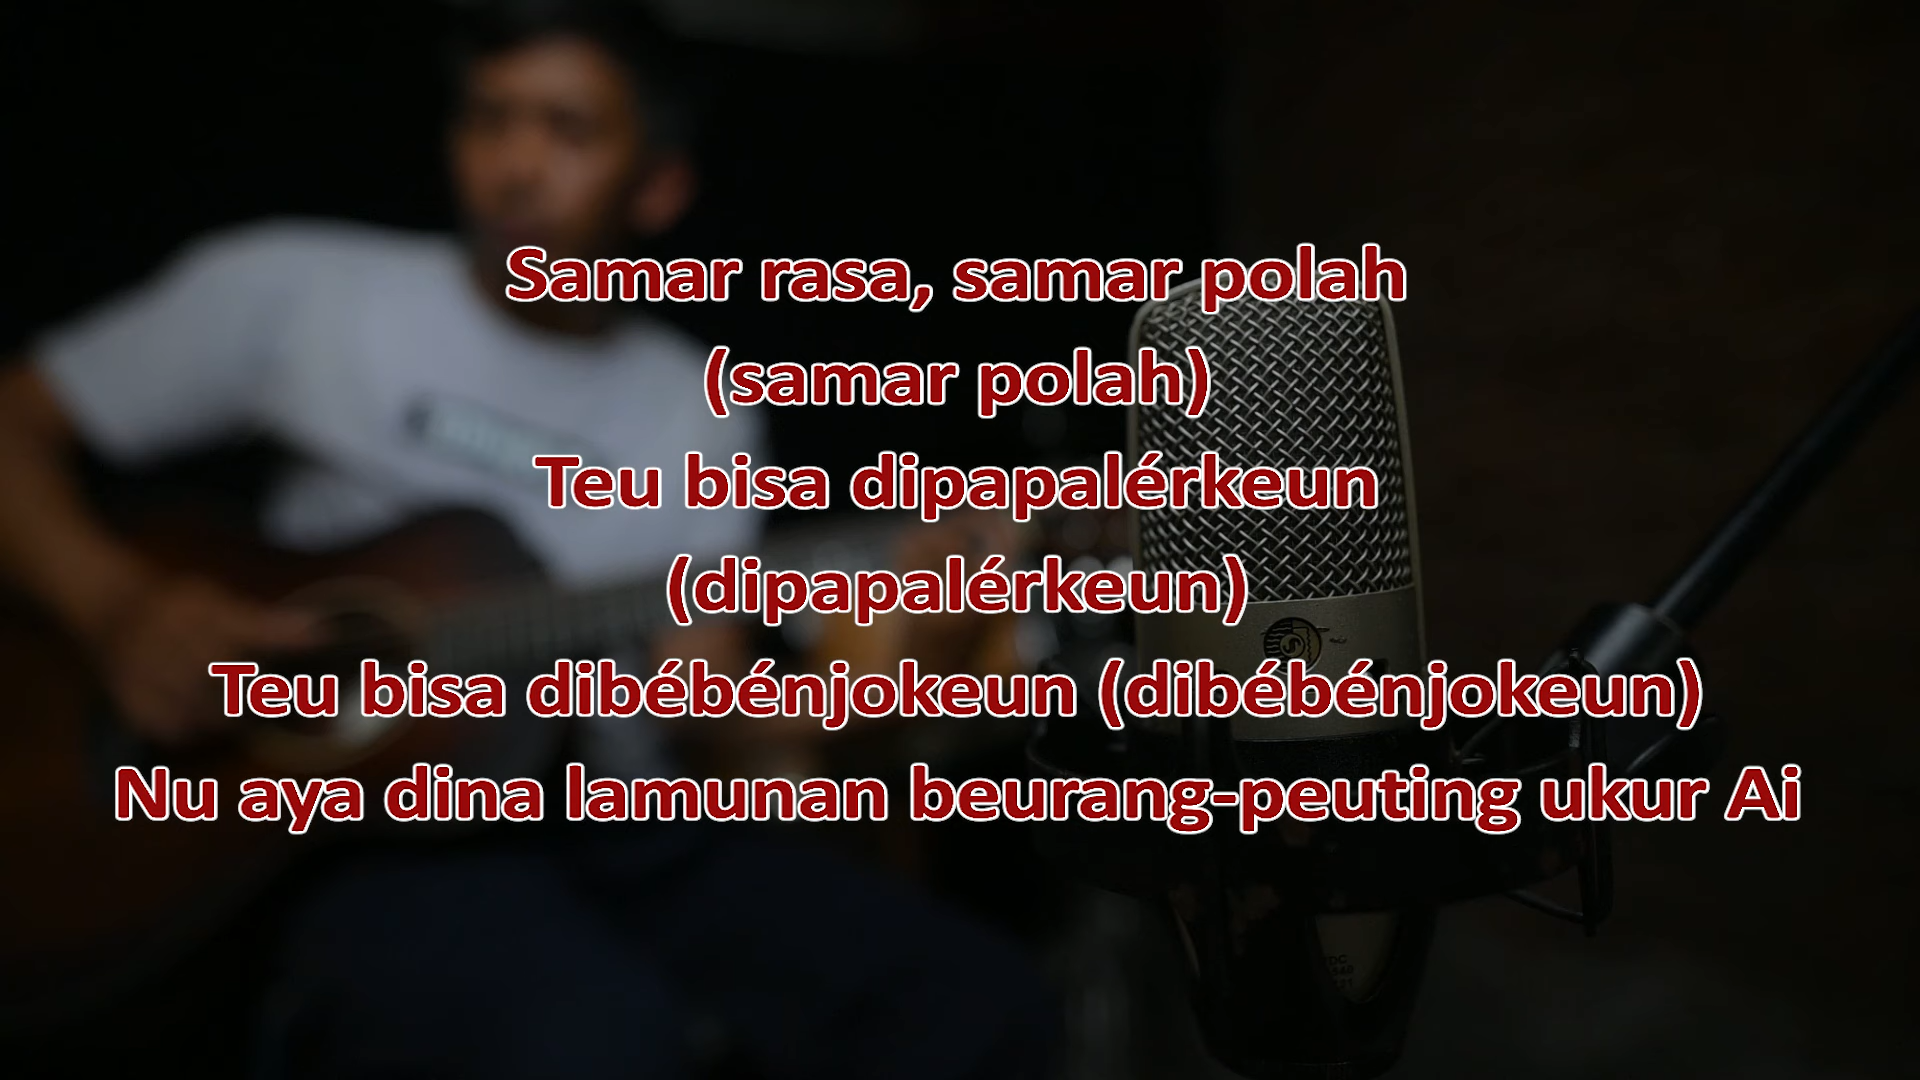 Samar rasa, samar polah
(samar polah)
Teu bisa dipapalérkeun
(dipapalérkeun)
Teu bisa dibébénjokeun (dibébénjokeun)
Nu aya dina lamunan beurang-peuting ukur Ai